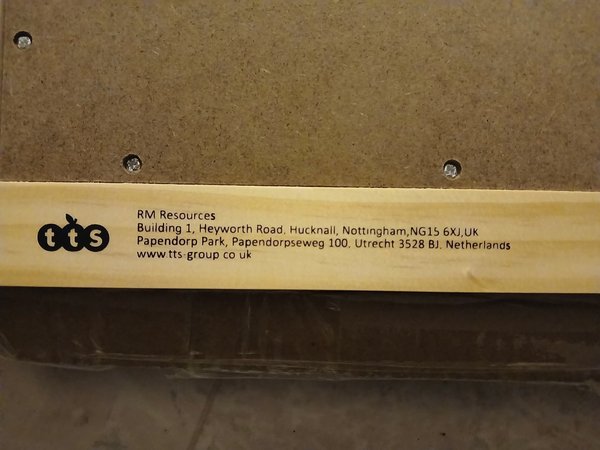 tts
RM Resources
Building 1, Heyworth Road, Hucknall, Nottingham,NG15 6XJ,UK
Papendorp Park, Papendorpseweg 100, Utrecht 3528 BJ. Netherlands
www.tts-group.co.uk